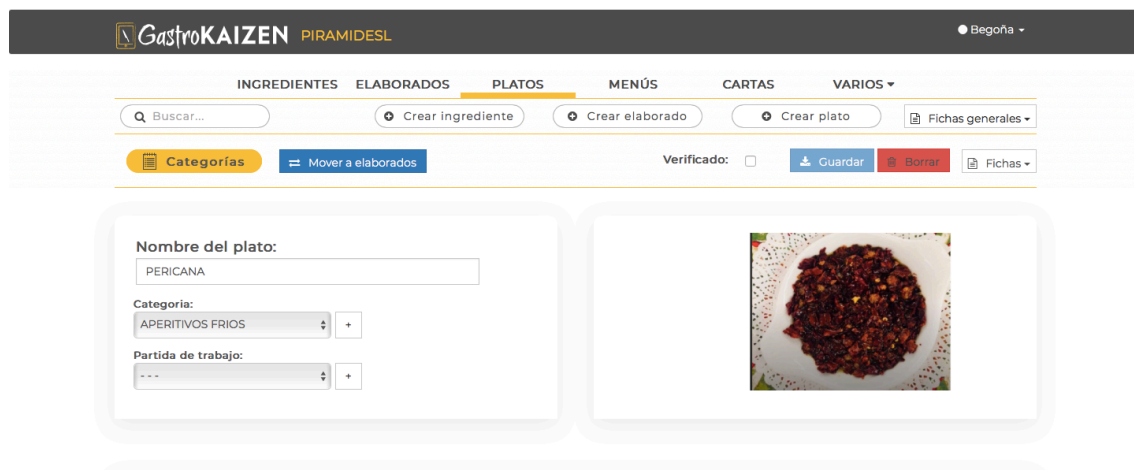 GastroKAIZEN PIRAMIDESL
Begoña
INGREDIENTES ELABORADOS PLATOS MENÚS CARTAS VARIOS
Buscar... Crear ingrediente Crear elaborado Crear plato Fichas generales
Categorías Mover a elaborados Verificado: Guardar Borrar Fichas
Nombre del plato:
PERICANA
Categoria:
APERITIVOS FRIOS +
Partida de trabajo:
- - - +